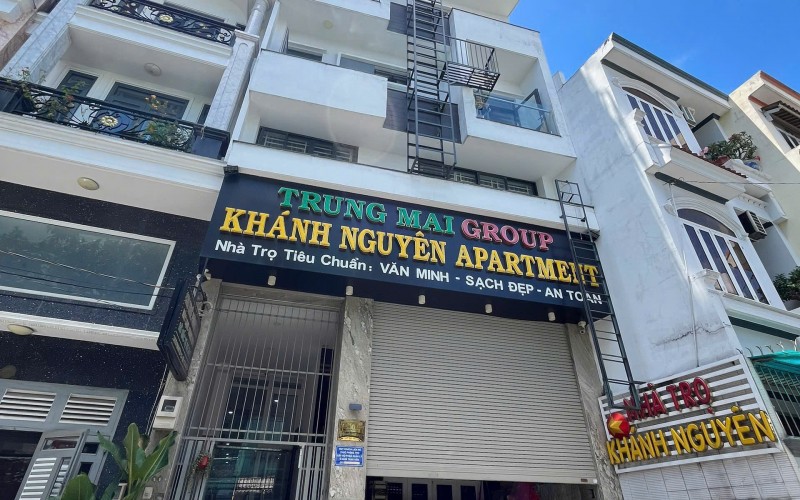 TRUNG MAI GROUP
KHÁNH NGUYÊN APARTMENT
Nhà Trọ Tiêu Chuẩn: VĂN MINH - SẠCH ĐẸP - AN TOÀN
NHÀ TRỌ
KHÁNH NGUYÊN